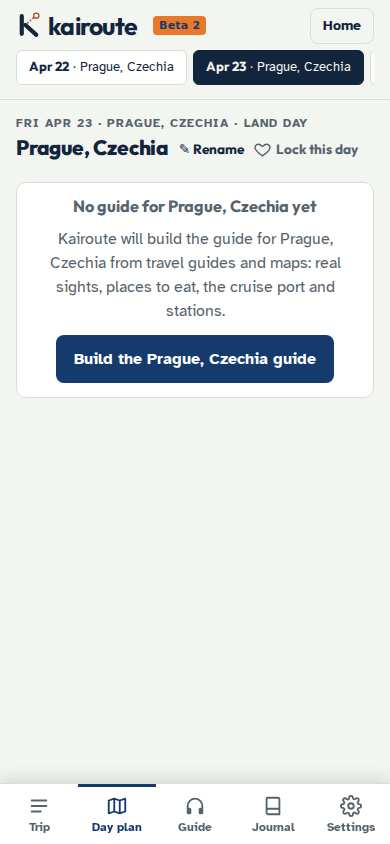 kairoute Beta 2 Home
Apr 22 · Prague, Czechia Apr 23 · Prague, Czechia
FRI APR 23 · PRAGUE, CZECHIA · LAND DAY
Prague, Czechia ✎ Rename Lock this day
No guide for Prague, Czechia yet
Kairoute will build the guide for Prague,
Czechia from travel guides and maps: real
sights, places to eat, the cruise port and
stations.
Build the Prague, Czechia guide
Trip Day plan Guide Journal Settings